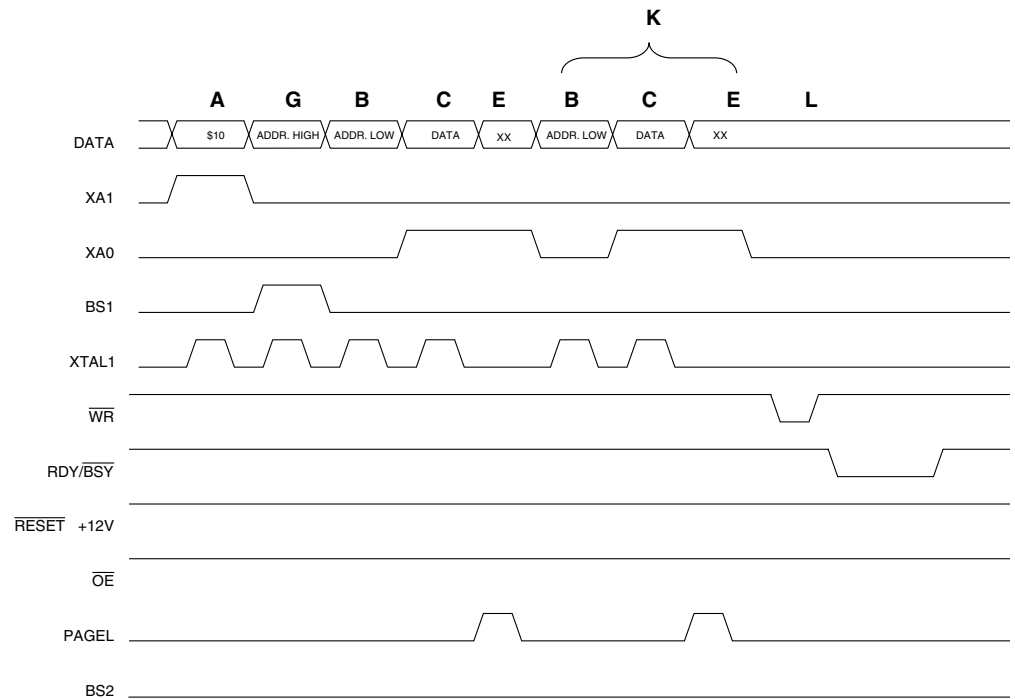 K
A G B C E B C E L
DATA $10 ADDR. HIGH ADDR. LOW DATA XX ADDR. LOW DATA XX
XA1
XA0
BS1
XTAL1
WR
RDY/BSY
RESET +12V
OE
PAGEL
BS2